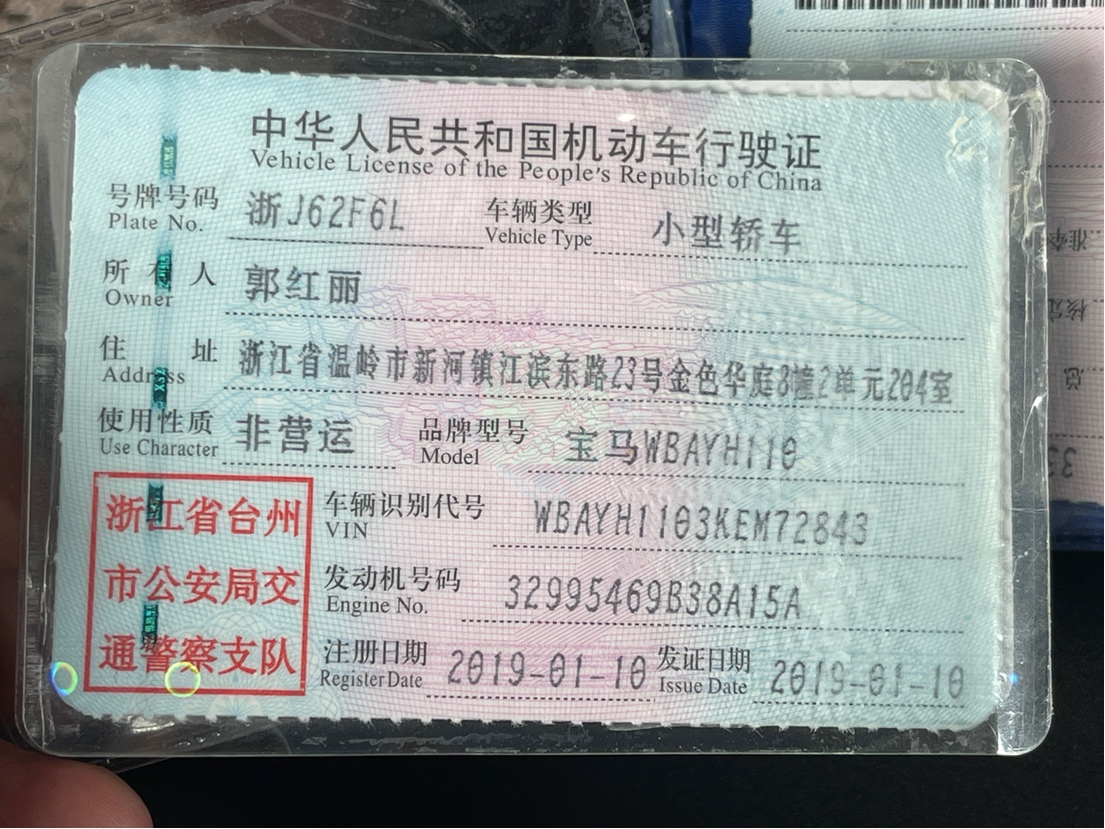 中华人民共和国机动车行驶证
Vehicle License of the People's Republic of China
号牌号码 浙J62F6L 车辆类型 小型轿车
Plate No. Vehicle Type
所有人 郭红丽
Owner
住址 浙江省温岭市新河镇江滨东路23号金色华庭8幢2单元204室
Address
使用性质 非营运 品牌型号 宝马WBAYH110
Use Character Model
浙江省台州
市公安局交
通警察支队
车辆识别代号 WBAYH1103KEM72843
VIN
发动机号码 32995469B38A15A
Engine No.
注册日期 2019-01-10 发证日期 2019-01-10
Register Date Issue Date